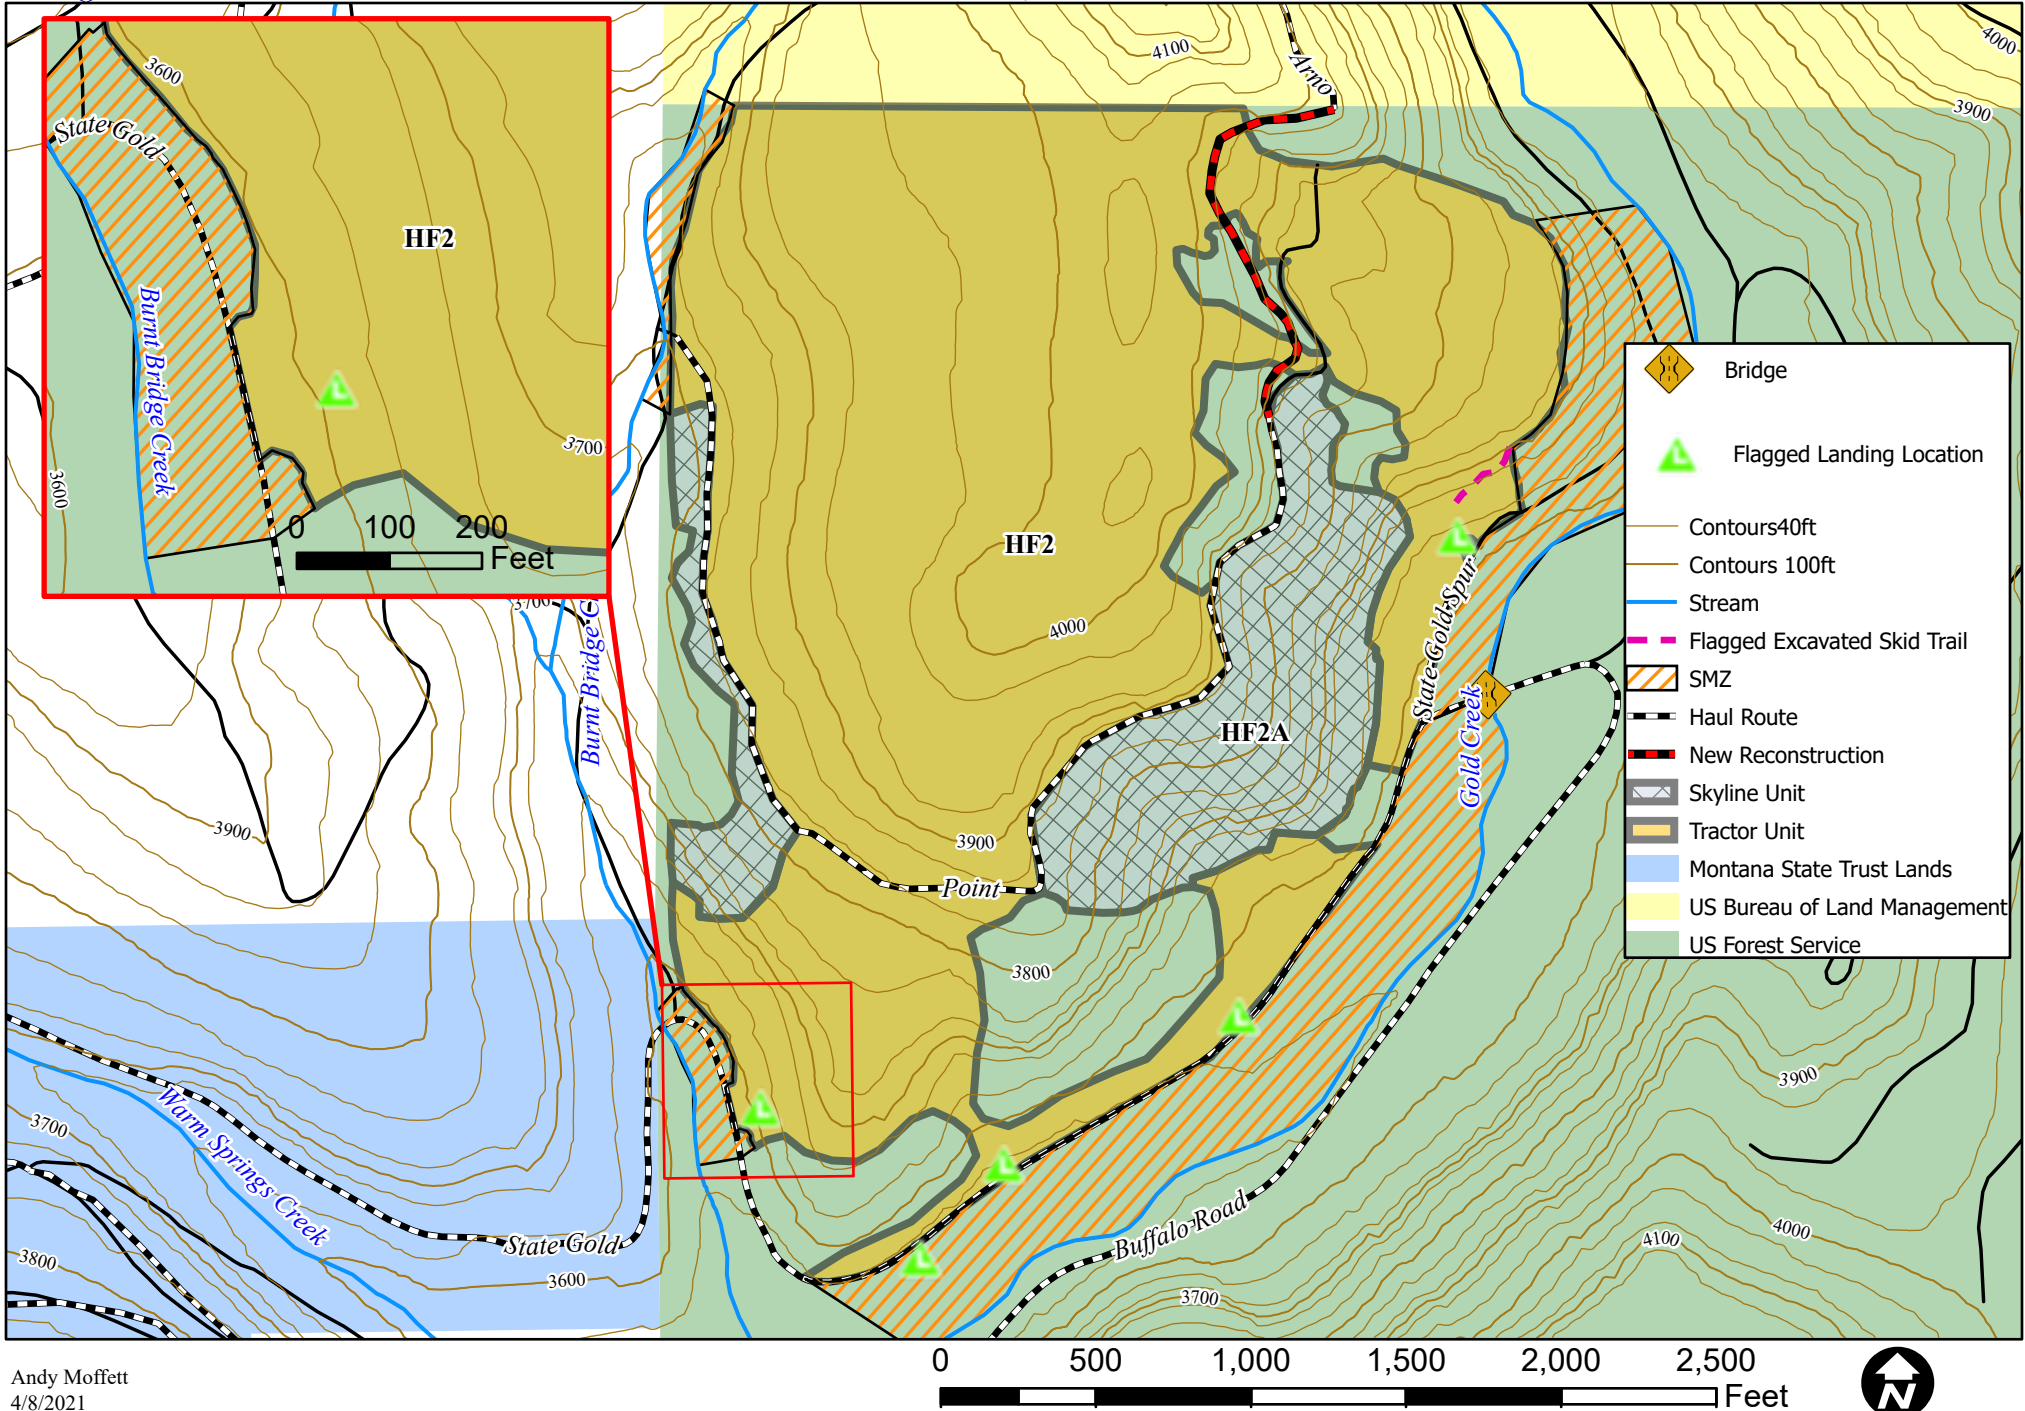 3600
State Gold
HF2
Burnt Bridge Creek
3700
3600
0 100 200
Feet
4100
Arno
4000
3900
Bridge
Flagged Landing Location
Contours40ft
Contours 100ft
Stream
Flagged Excavated Skid Trail
SMZ
Haul Route
New Reconstruction
Skyline Unit
Tractor Unit
Montana State Trust Lands
US Bureau of Land Management
US Forest Service
HF2
4000
3700
Burnt Bridge
State Gold Spur
Gold Creek
HF2A
3900
3900
Point
3800
3900
3700
Warm Springs Creek
State Gold
3600
3800
Buffalo Road
4100
4000
3700
Andy Moffett
4/8/2021
0 500 1,000 1,500 2,000 2,500
Feet
N